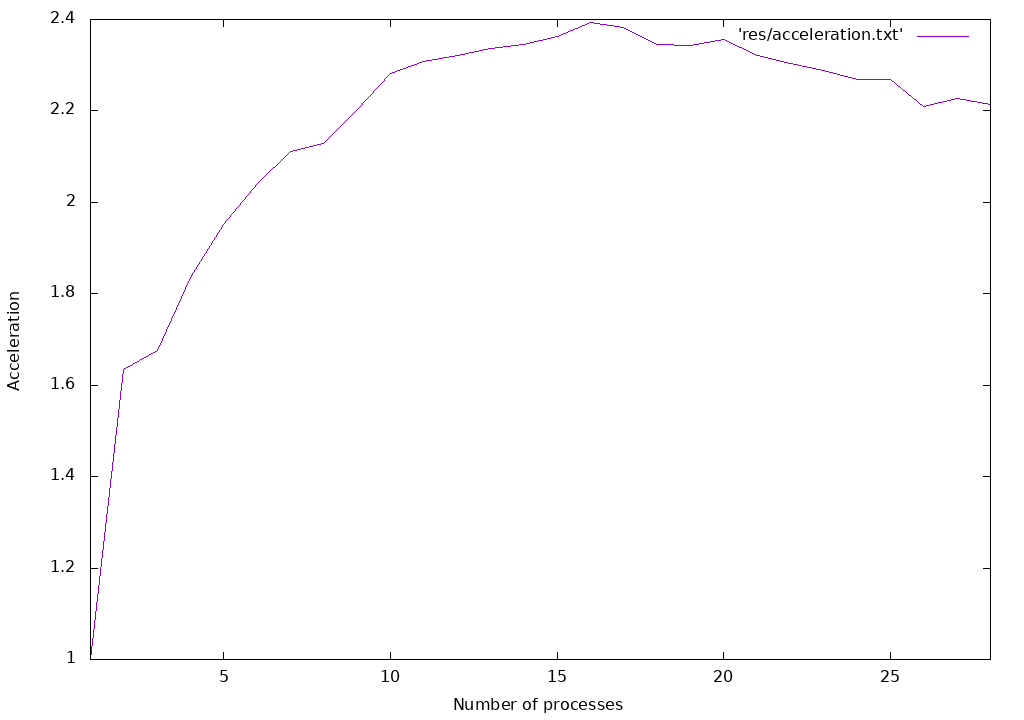 2.4
'res/acceleration.txt'
2.2
2
1.8
1.6
1.4
1.2
1
Acceleration
5 10 15 20 25
Number of processes